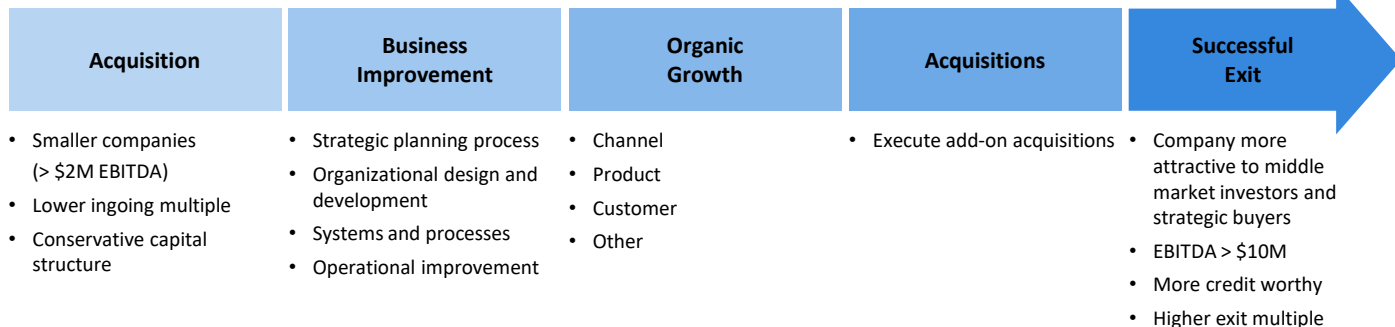 Acquisition
Business
Improvement
Organic
Growth
Acquisitions
Successful
Exit
• Smaller companies
(> $2M EBITDA)
• Lower ingoing multiple
• Conservative capital
structure
• Strategic planning process
• Organizational design and
development
• Systems and processes
• Operational improvement
• Channel
• Product
• Customer
• Other
• Execute add-on acquisitions
• Company more
attractive to middle
market investors and
strategic buyers
• EBITDA > $10M
• More credit worthy
• Higher exit multiple